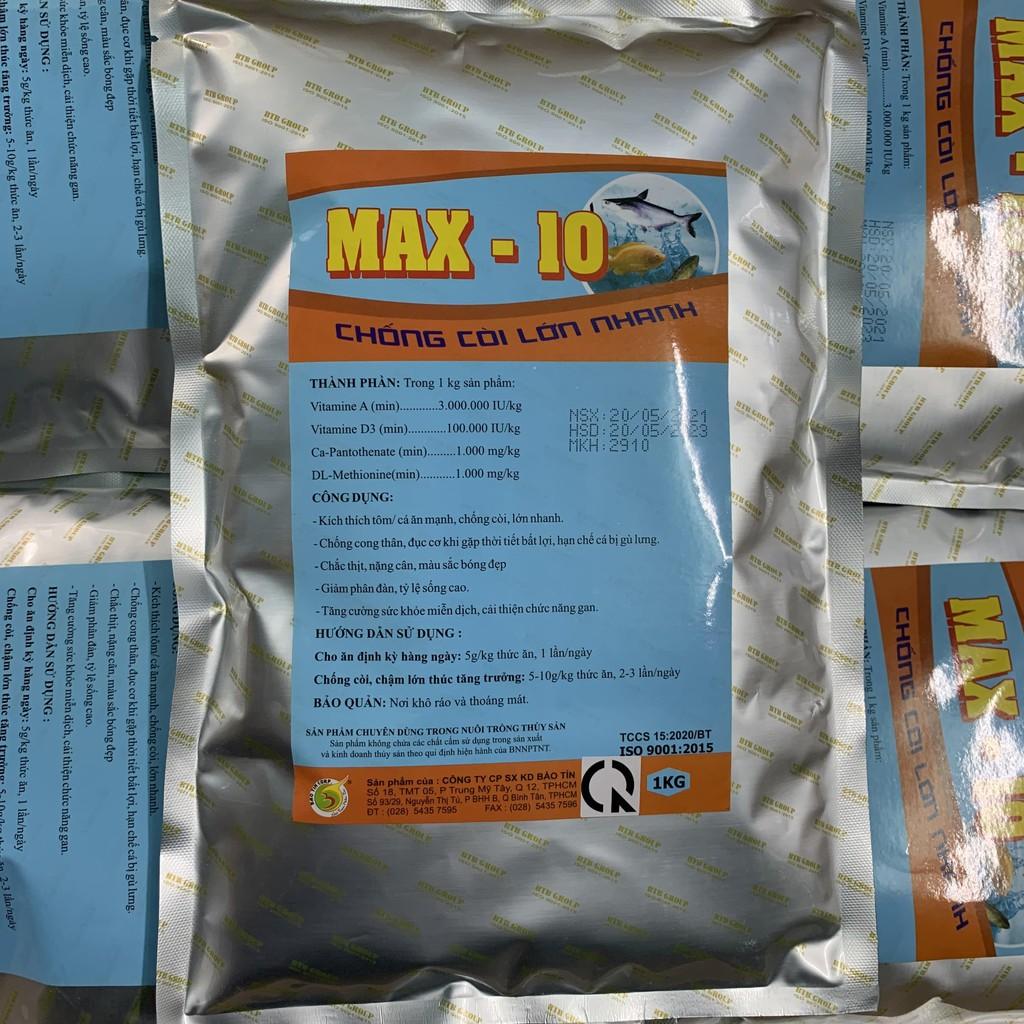 MAX - 10
CHỐNG CÒI LỚN NHANH
THÀNH PHẦN: Trong 1 kg sản phẩm:
Vitamine A (min)............3.000.000 IU/kg
Vitamine D3 (min)............100.000 IU/kg
Ca-Pantothenate (min).........1.000 mg/kg
DL-Methionine(min)...........1.000 mg/kg
NSX:20/05/2021
HSD:20/05/2023
MKH:2910
CÔNG DỤNG:
- Kích thích tôm/ cá ăn mạnh, chống còi, lớn nhanh.
- Chống cong thân, đục cơ khi gặp thời tiết bất lợi, hạn chế cá bị gù lưng.
- Chắc thịt, nặng cân, màu sắc bóng đẹp
- Giảm phân đàn, tỷ lệ sống cao.
- Tăng cường sức khỏe miễn dịch, cải thiện chức năng gan.
HƯỚNG DẪN SỬ DỤNG :
Cho ăn định kỳ hàng ngày: 5g/kg thức ăn, 1 lần/ngày
Chống còi, chậm lớn thúc tăng trưởng: 5-10g/kg thức ăn, 2-3 lần/ngày
BẢO QUẢN: Nơi khô ráo và thoáng mát.
SẢN PHẨM CHUYÊN DÙNG TRONG NUÔI TRỒNG THỦY SẢN
Sản phẩm không chứa các chất cấm sử dụng trong sản xuất
và kinh doanh thủy sản theo qui định hiện hành của BNNPTNT.
TCCS 15:2020/BT
ISO 9001:2015
Sản phẩm của : CÔNG TY CP SX KD BẢO TÍN
Số 18, TMT 05, P Trung Mỹ Tây, Q 12, TPHCM
Số 93/29, Nguyễn Thị Tú, P BHH B, Q Bình Tân, TPHCM
ĐT : (028) 5435 7595 FAX : (028) 5435 7596
1KG
BTB GROUP
ISO 9001:2015